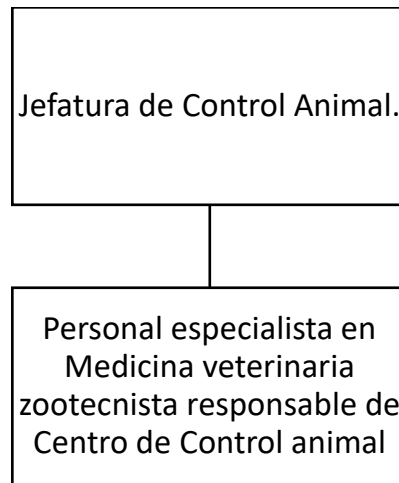 Jefatura de Control Animal.
Personal especialista en
Medicina veterinaria
zootecnista responsable de
Centro de Control animal